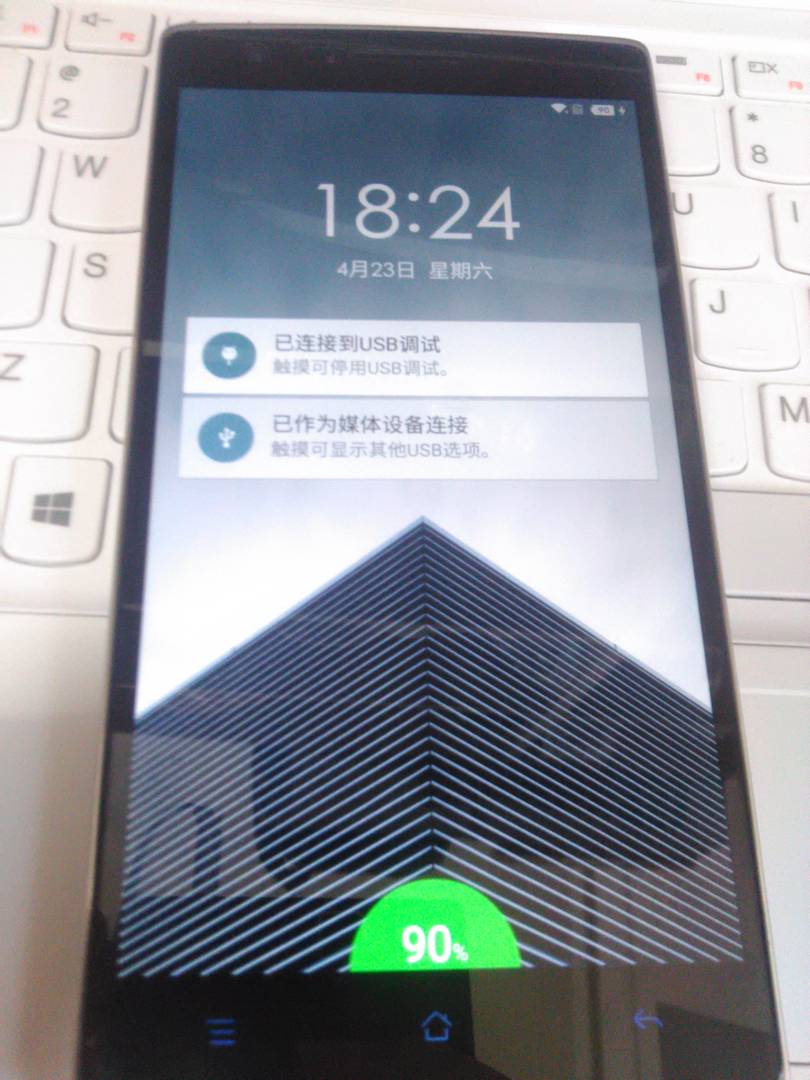 F1
F2
F8
F9
@
2
*
8
W
U
I
S
J
Z
M
90
18:24
4月23日 星期六
已连接到USB调试
触摸可停用USB调试。
已作为媒体设备连接
触摸可显示其他USB选项。
90%